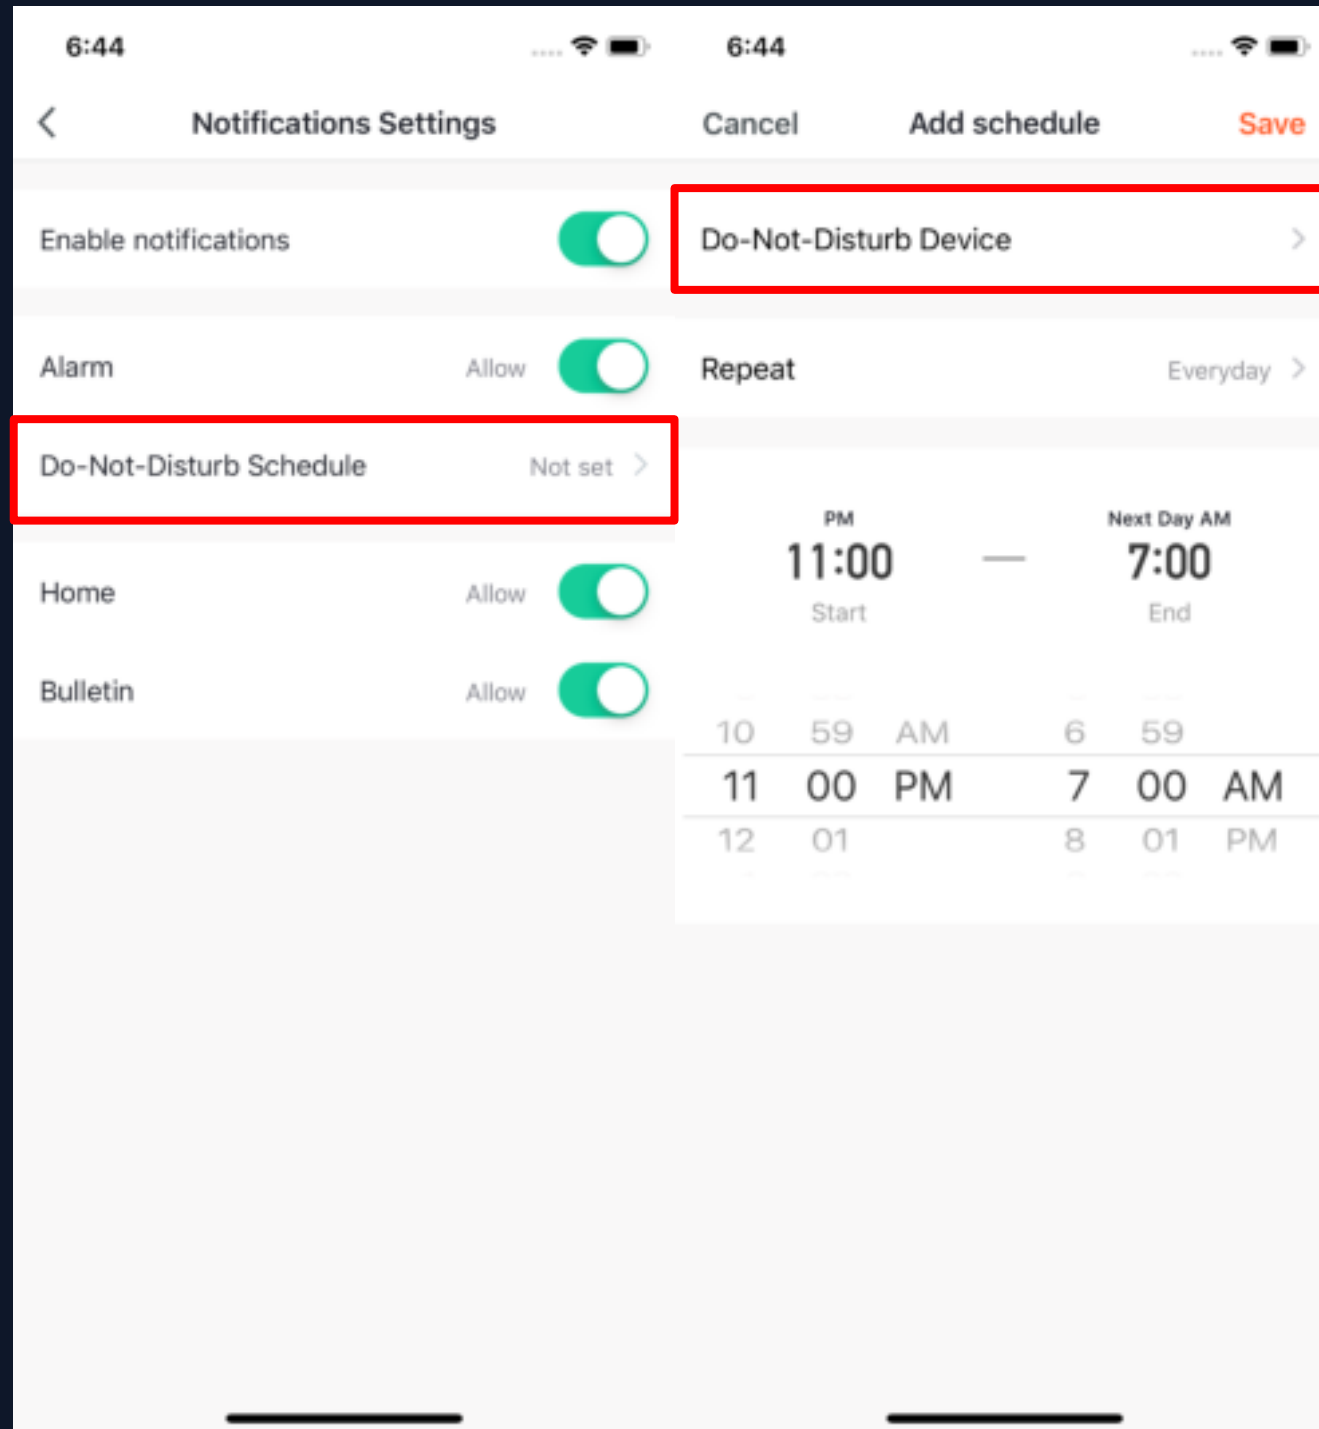 6:44
Notifications Settings
Enable notifications
Alarm Allow
Do-Not-Disturb Schedule Not set
Home Allow
Bulletin Allow
6:44
Cancel Add schedule Save
Do-Not-Disturb Device
Repeat Everyday
PM Next Day AM
11:00 — 7:00
Start End
10 59 AM 6 59
11 00 PM 7 00 AM
12 01 8 01 PM